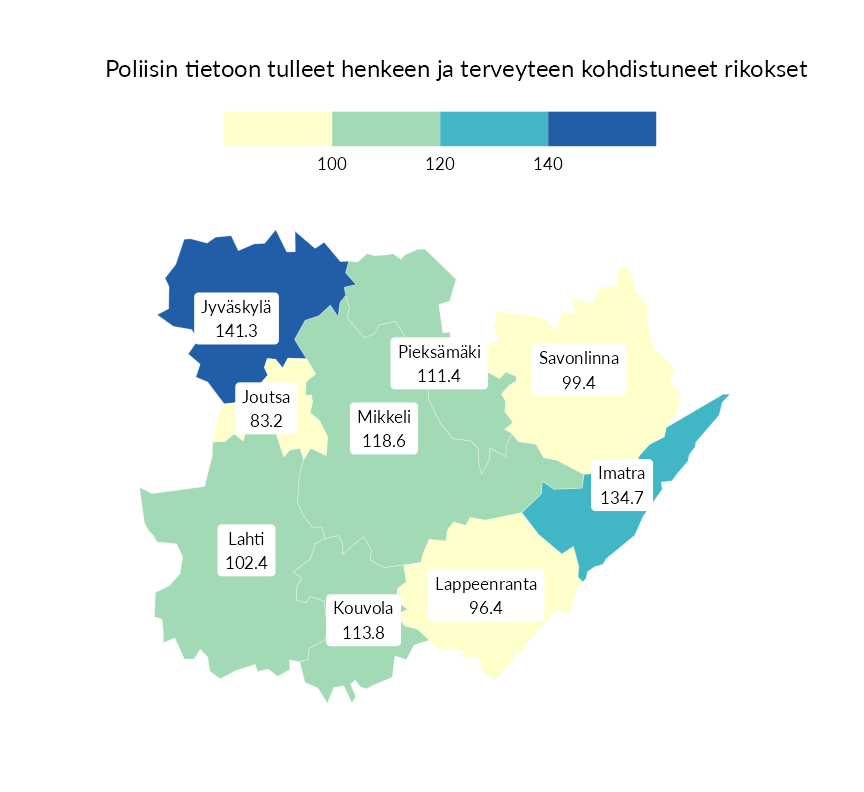 Poliisin tietoon tulleet henkeen ja terveyteen kohdistuneet rikokset
100
120
140
Jyväskylä
141.3
Pieksämäki
111.4
Savonlinna
99.4
Joutsa
83.2
Mikkeli
118.6
Imatra
134.7
Lahti
102.4
Lappeenranta
96.4
Kouvola
113.8